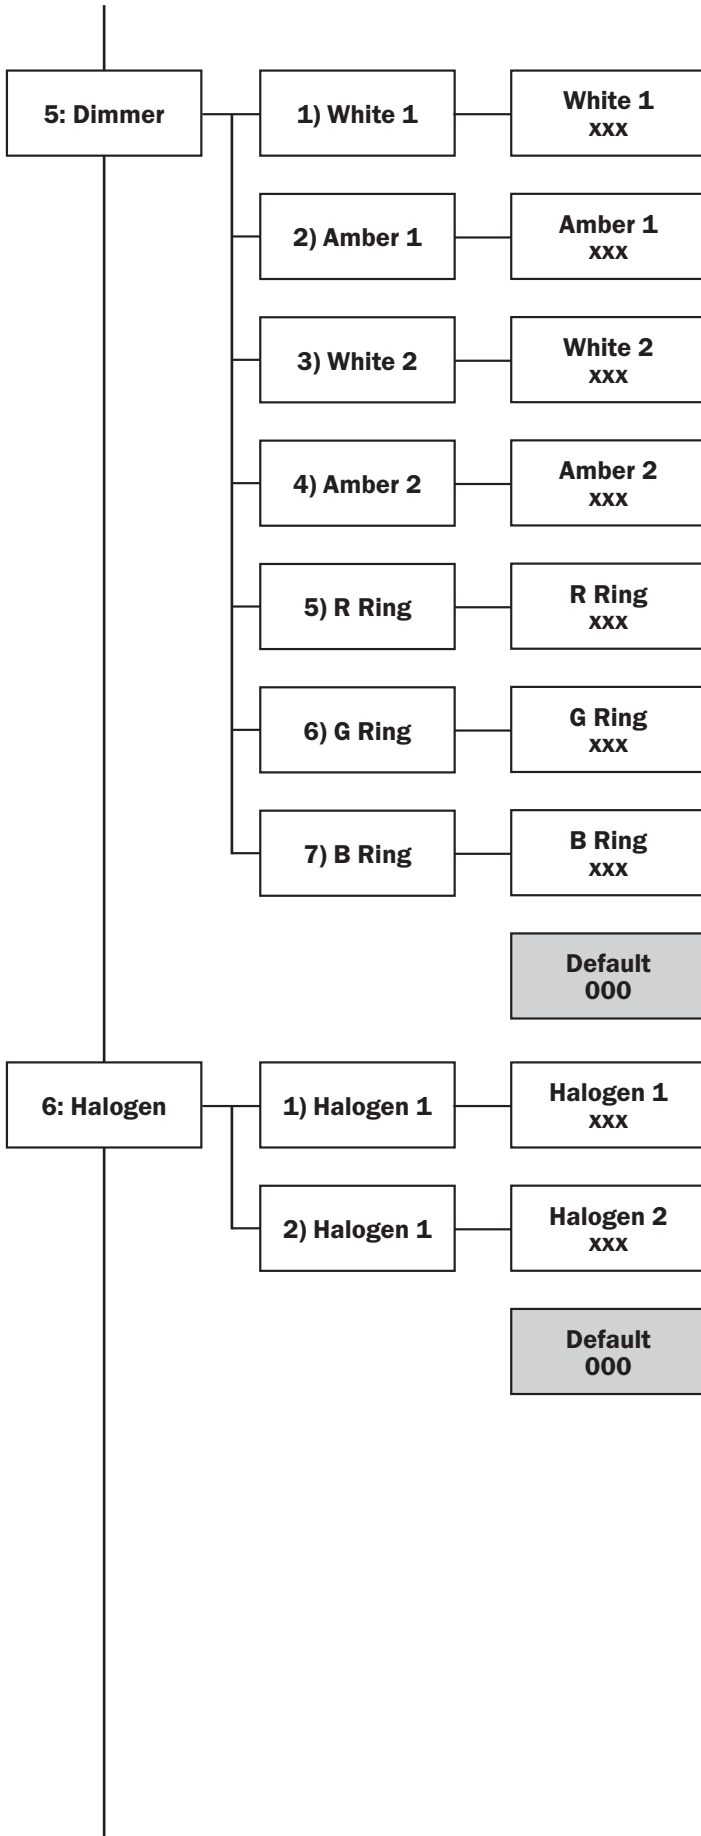 5: Dimmer
1) White 1
White 1
xxx
2) Amber 1
Amber 1
xxx
3) White 2
White 2
xxx
4) Amber 2
Amber 2
xxx
5) R Ring
R Ring
xxx
6) G Ring
G Ring
xxx
7) B Ring
B Ring
xxx
Default
000
6: Halogen
1) Halogen 1
Halogen 1
xxx
2) Halogen 1
Halogen 2
xxx
Default
000